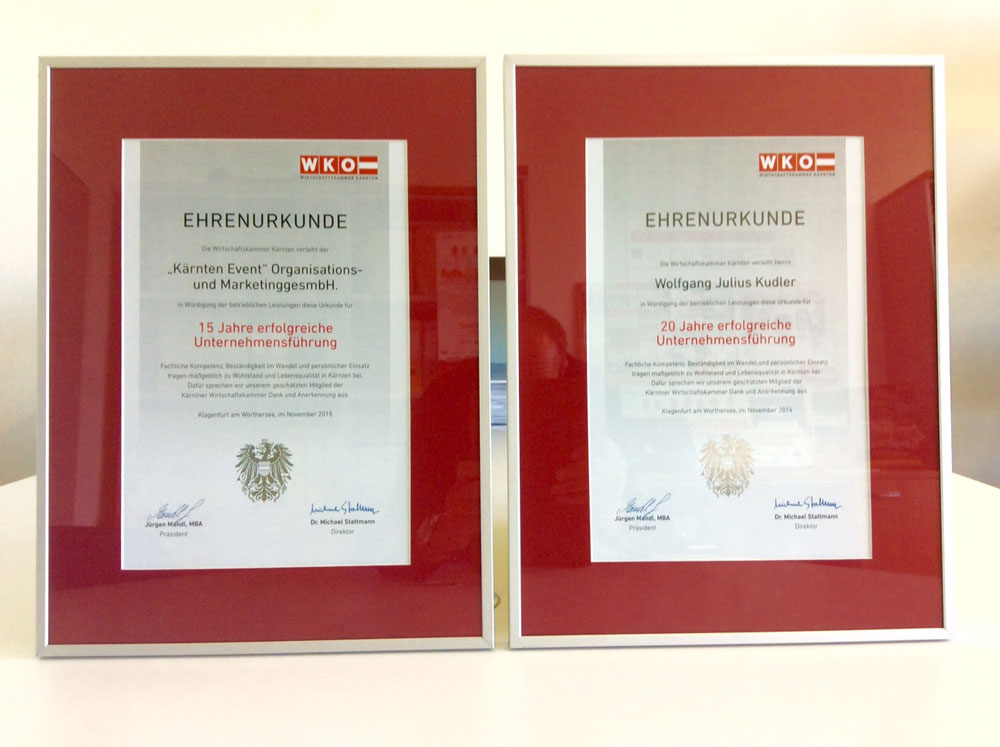 WKO
WIRTSCHAFTSKAMMER KÄRNTEN
EHRENURKUNDE
Die Wirtschaftskammer Kärnten verleiht der
„Kärnten Event“ Organisations-
und MarketinggesmbH.
in Würdigung der betrieblichen Leistungen diese Urkunde für
15 Jahre erfolgreiche
Unternehmensführung
Fachliche Kompetenz, Beständigkeit im Wandel und persönlicher Einsatz
tragen maßgeblich zu Wohlstand und Lebensqualität in Kärnten bei.
Dafür sprechen wir unserem geschätzten Mitglied der
Kärntner Wirtschaftskammer Dank und Anerkennung aus.
Klagenfurt am Wörthersee, im November 2015
Jürgen Mandl, MBA
Präsident
Michael Stattmann
Dr. Michael Stattmann
Direktor
WKO
WIRTSCHAFTSKAMMER KÄRNTEN
EHRENURKUNDE
Die Wirtschaftskammer Kärnten verleiht Herrn
Wolfgang Julius Kudler
in Würdigung der betrieblichen Leistungen diese Urkunde für
20 Jahre erfolgreiche
Unternehmensführung
Fachliche Kompetenz, Beständigkeit im Wandel und persönlicher Einsatz
tragen maßgeblich zu Wohlstand und Lebensqualität in Kärnten bei.
Dafür sprechen wir unserem geschätzten Mitglied der
Kärntner Wirtschaftskammer Dank und Anerkennung aus.
Klagenfurt am Wörthersee, im November 2014
Jürgen Mandl, MBA
Präsident
Michael Stattmann
Dr. Michael Stattmann
Direktor